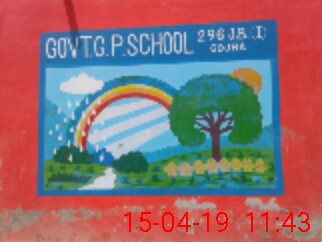 GOVT.G.P.SCHOOL 296 J.B.(I)
GOJRA
15-04-19 11:43